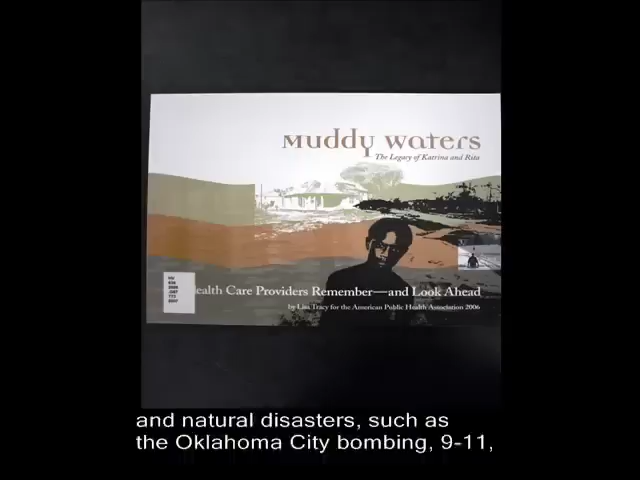 Muddy Waters
The Legacy of Katrina and Rita
ealth Care Providers Remember—and Look Ahead
by Lisa Tracy for the American Public Health Association 2006
and natural disasters, such as
the Oklahoma City bombing, 9-11,